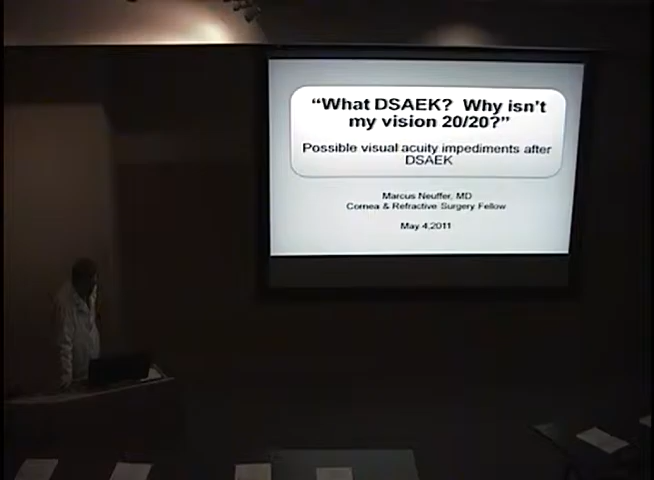 “What DSAEK? Why isn’t
my vision 20/20?”
Possible visual acuity impediments after
DSAEK
Marcus Neuffer, MD
Cornea & Refractive Surgery Fellow
May 4,2011